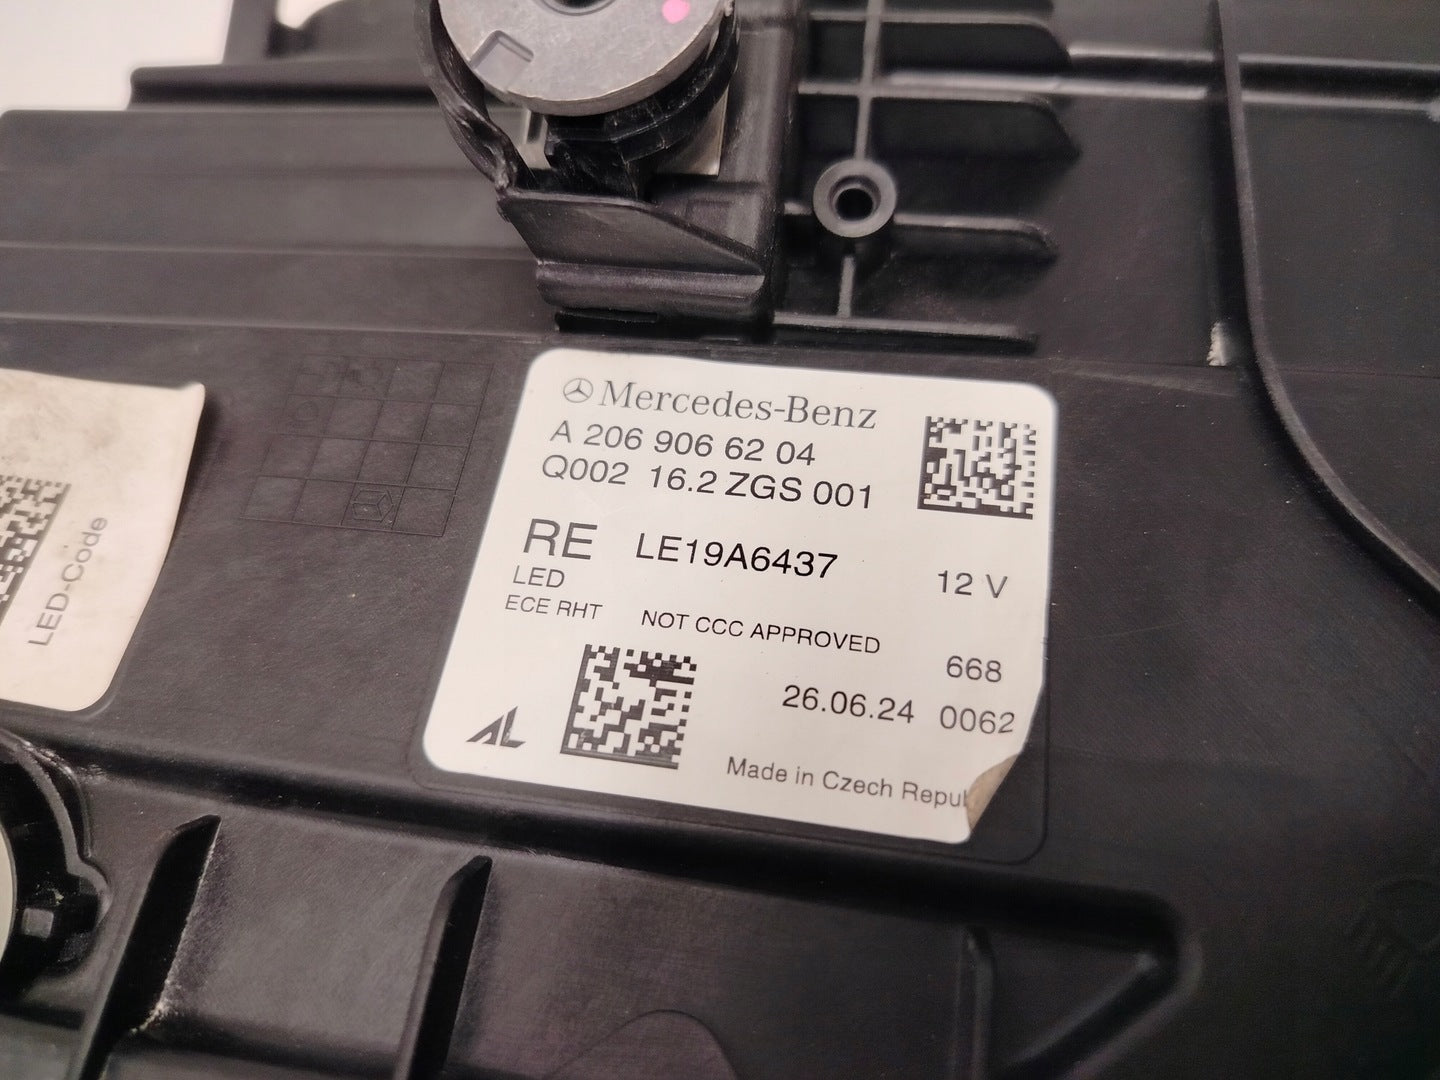 Mercedes-Benz
A 206 906 62 04
Q002 16.2 ZGS 001
RE LE19A6437 12 V
LED
ECE RHT NOT CCC APPROVED
668
26.06.24 0062
AL
Made in Czech
LED-Code